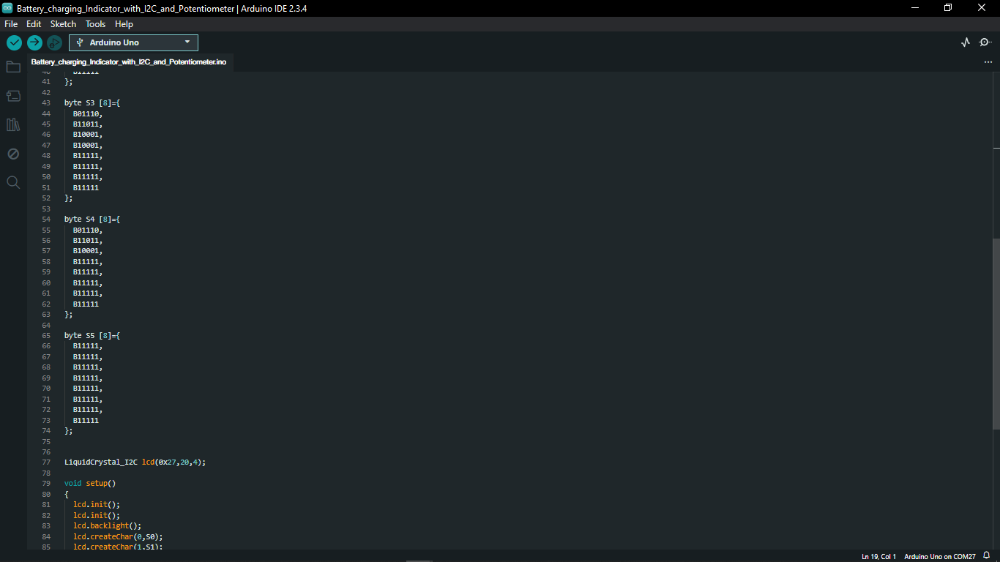 Battery_charging_Indicator_with_I2C_and_Potentiometer | Arduino IDE 2.3.4
File Edit Sketch Tools Help
Arduino Uno
Battery_charging_Indicator_with_I2C_and_Potentiometer.ino
40 B11111
41 };
42
43 byte S3 [8]={
44 B01110,
45 B11011,
46 B10001,
47 B10001,
48 B11111,
49 B11111,
50 B11111,
51 B11111
52 };
53
54 byte S4 [8]={
55 B01110,
56 B11011,
57 B10001,
58 B11111,
59 B11111,
60 B11111,
61 B11111,
62 B11111
63 };
64
65 byte S5 [8]={
66 B11111,
67 B11111,
68 B11111,
69 B11111,
70 B11111,
71 B11111,
72 B11111,
73 B11111
74 };
75
76
77 LiquidCrystal_I2C lcd(0x27,20,4);
78
79 void setup()
80 {
81 lcd.init();
82 lcd.init();
83 lcd.backlight();
84 lcd.createChar(0,S0);
85 lcd.createChar(1,S1);
Ln 19, Col 1 Arduino Uno on COM27